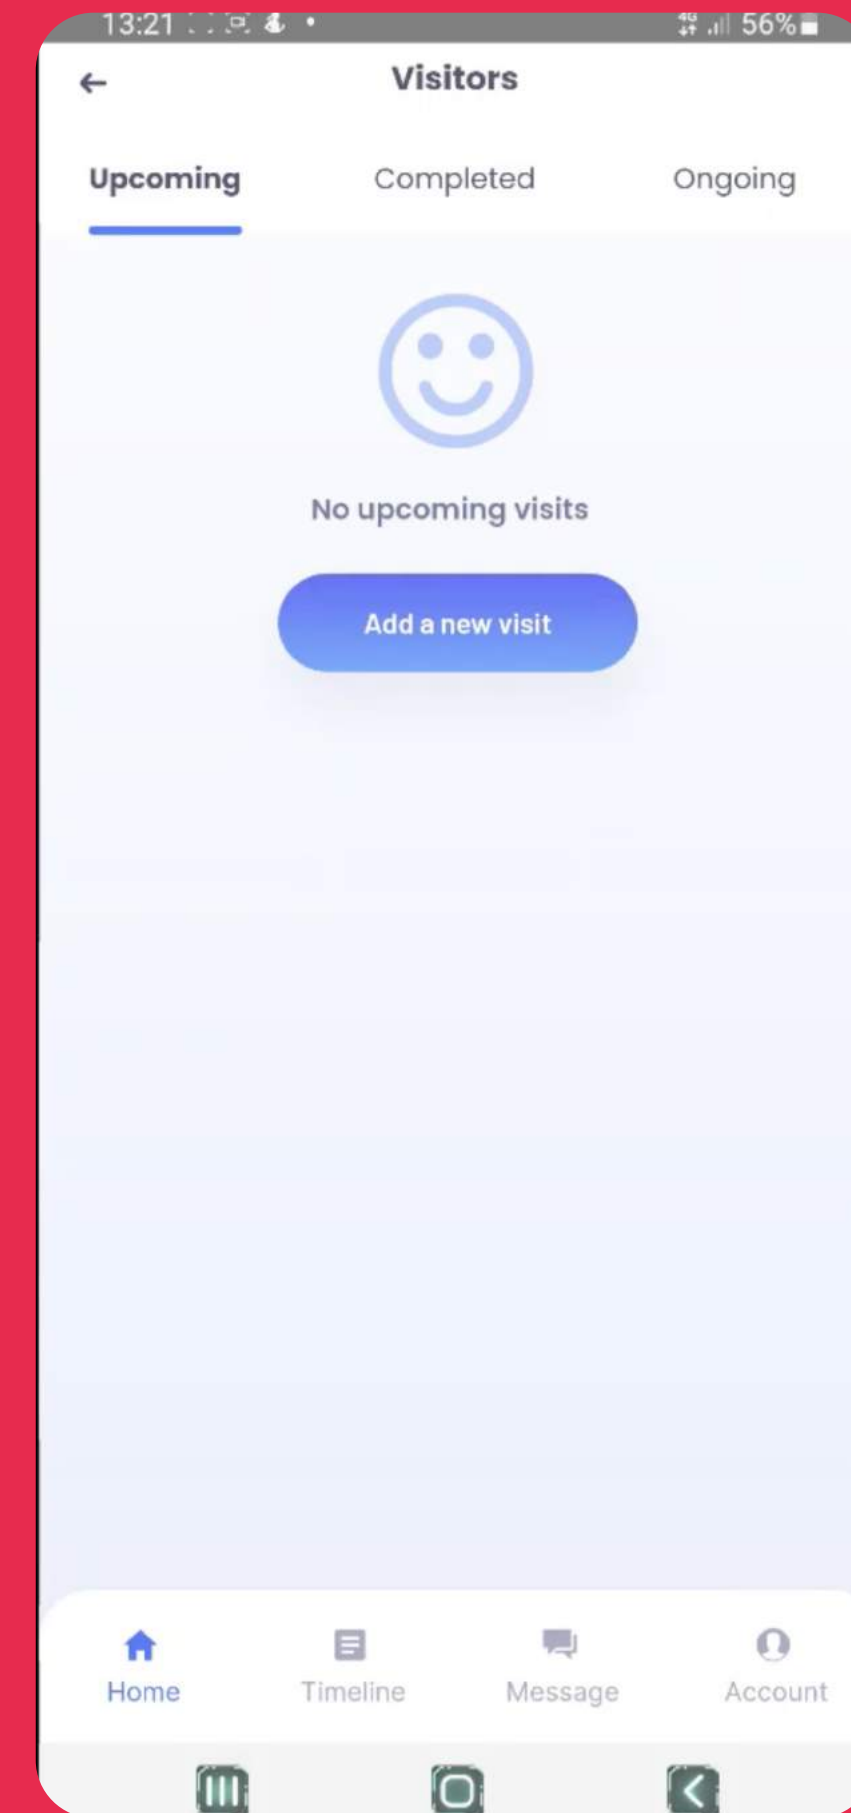 13:21 56%
Visitors
Upcoming Completed Ongoing
No upcoming visits
Add a new visit
Home Timeline Message Account